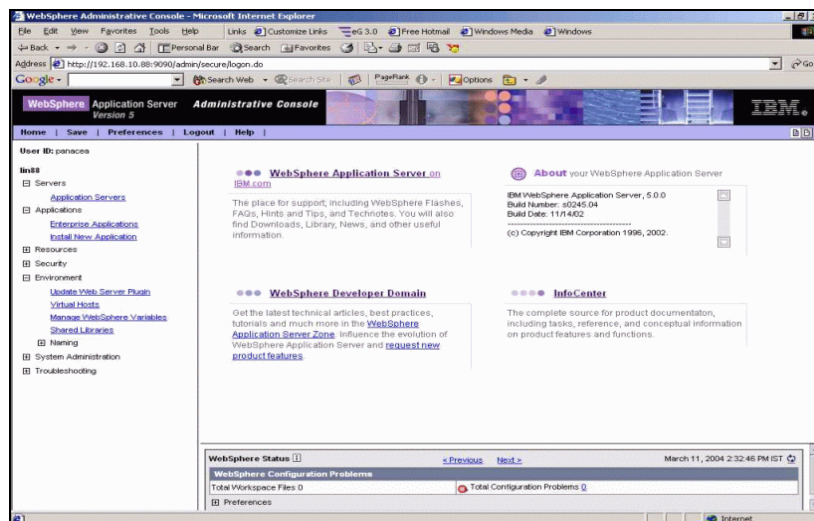 WebSphere Administrative Console - Microsoft Internet Explorer
File Edit View Favorites Tools Help Links Customize Links eG 3.0 Free Hotmail Windows Media Windows
Back Personal Bar Search Favorites
Address http://192.168.10.88:9090/admin/secure/logon.do Go
Google Search Web Search Site PageRank Options
WebSphere Application Server Administrative Console
Version 5
IBM
Home | Save | Preferences | Logout | Help |
User ID: panacea
lin88
Servers
Application Servers
Applications
Enterprise Applications
Install New Application
Resources
Security
Environment
Update Web Server Plugin
Virtual Hosts
Manage WebSphere Variables
Shared Libraries
Naming
System Administration
Troubleshooting
WebSphere Application Server on
IBM.com
The place for support, including WebSphere Flashes,
FAQs, Hints and Tips, and Technotes. You will also
find Downloads, Library, News, and other useful
information.
About your WebSphere Application Server
IBM WebSphere Application Server, 5.0.0
Build Number: s0245.04
Build Date: 11/14/02
----------------------------------
(c) Copyright IBM Corporation 1996, 2002.
WebSphere Developer Domain
Get the latest technical articles, best practices,
tutorials and much more in the WebSphere
Application Server Zone. Influence the evolution of
WebSphere Application Server and request new
product features.
InfoCenter
The complete source for product documentaton,
including tasks, reference, and conceptual information
on product features and functions.
WebSphere Status < Previous Next > March 11, 2004 2:32:46 PM IST
WebSphere Configuration Problems
Total Workspace Files 0 Total Configuration Problems 0
Preferences
Internet